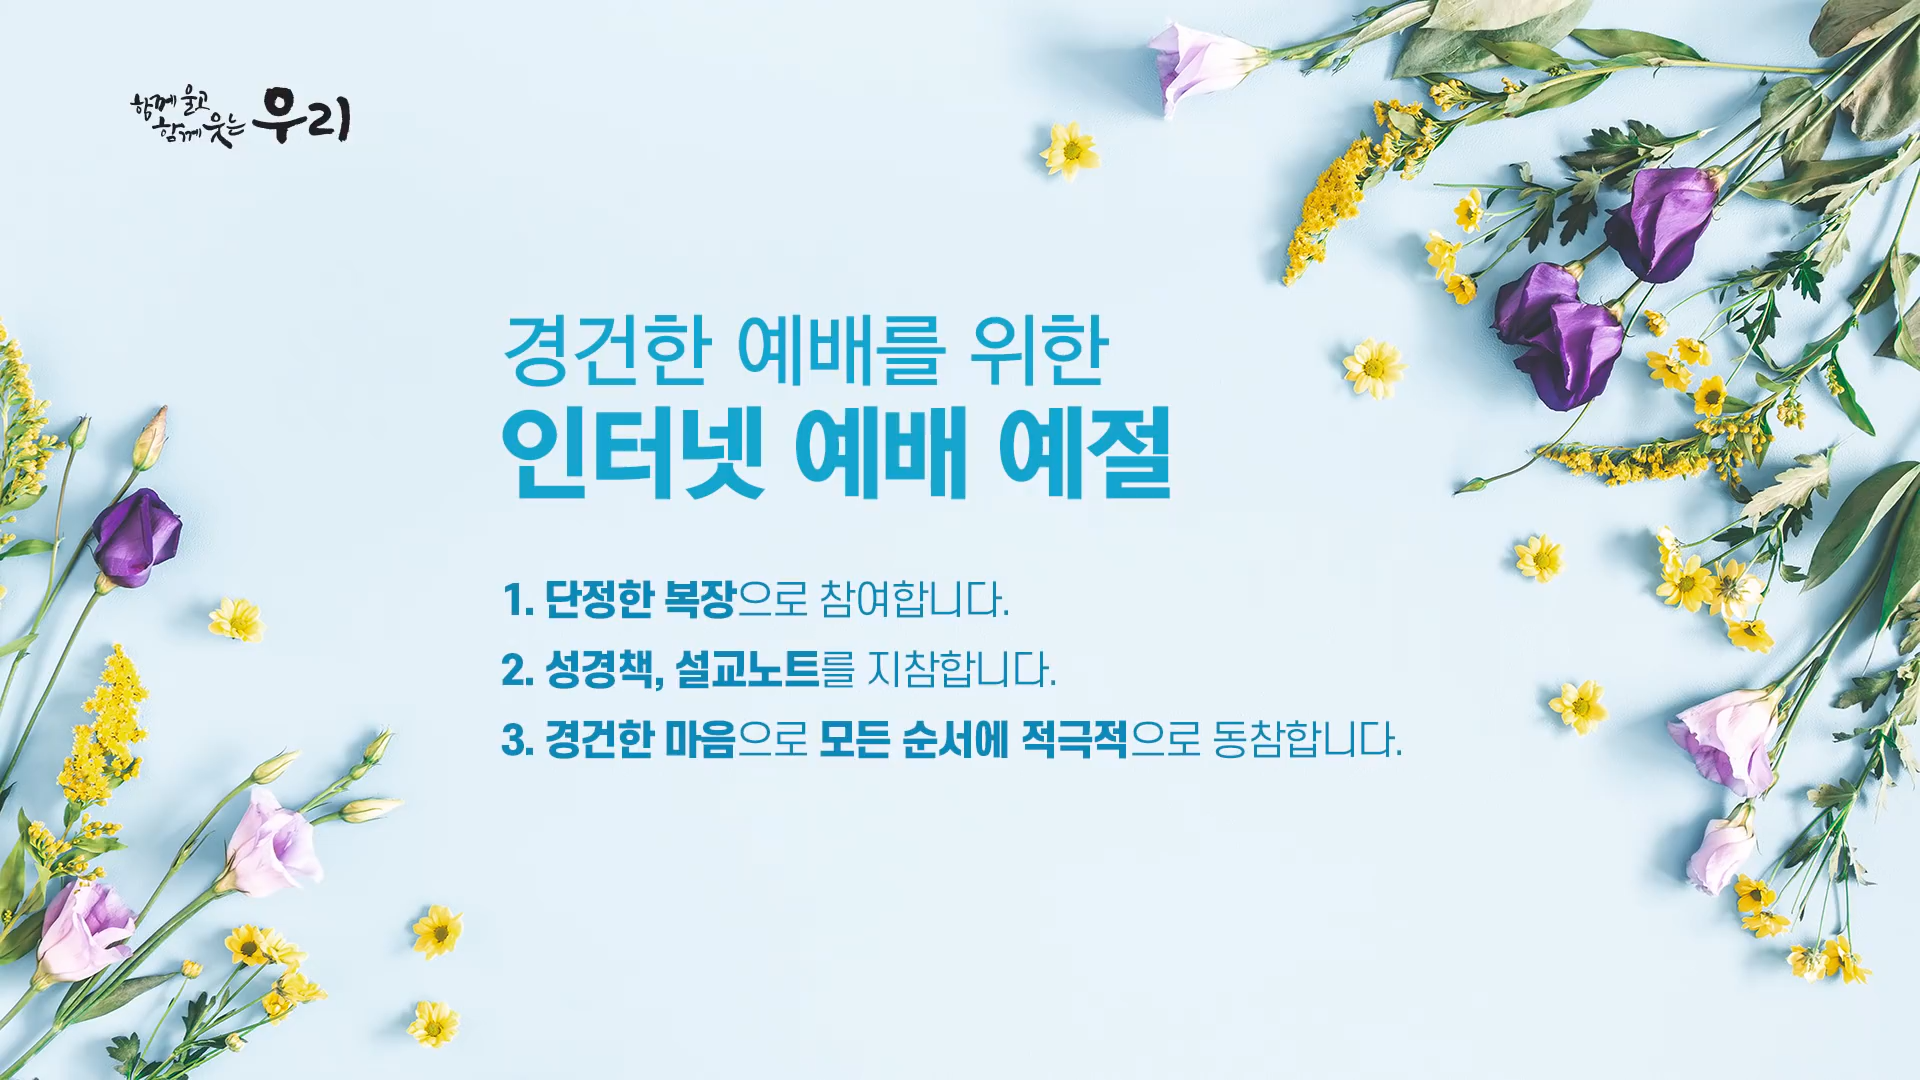 함께 울고
함께 웃는 우리
경건한 예배를 위한
인터넷 예배 예절
1. 단정한 복장으로 참여합니다.
2. 성경책, 설교노트를 지참합니다.
3. 경건한 마음으로 모든 순서에 적극적으로 동참합니다.